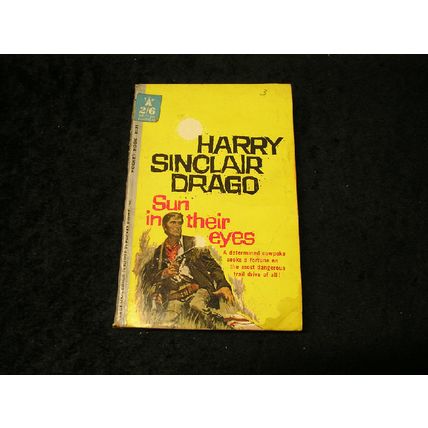 3
2/6
HARRY
SINCLAIR
DRAGO
Sun
in their
eyes
A determined cowpoke
seeks a fortune on
the most dangerous
trail drive of all!